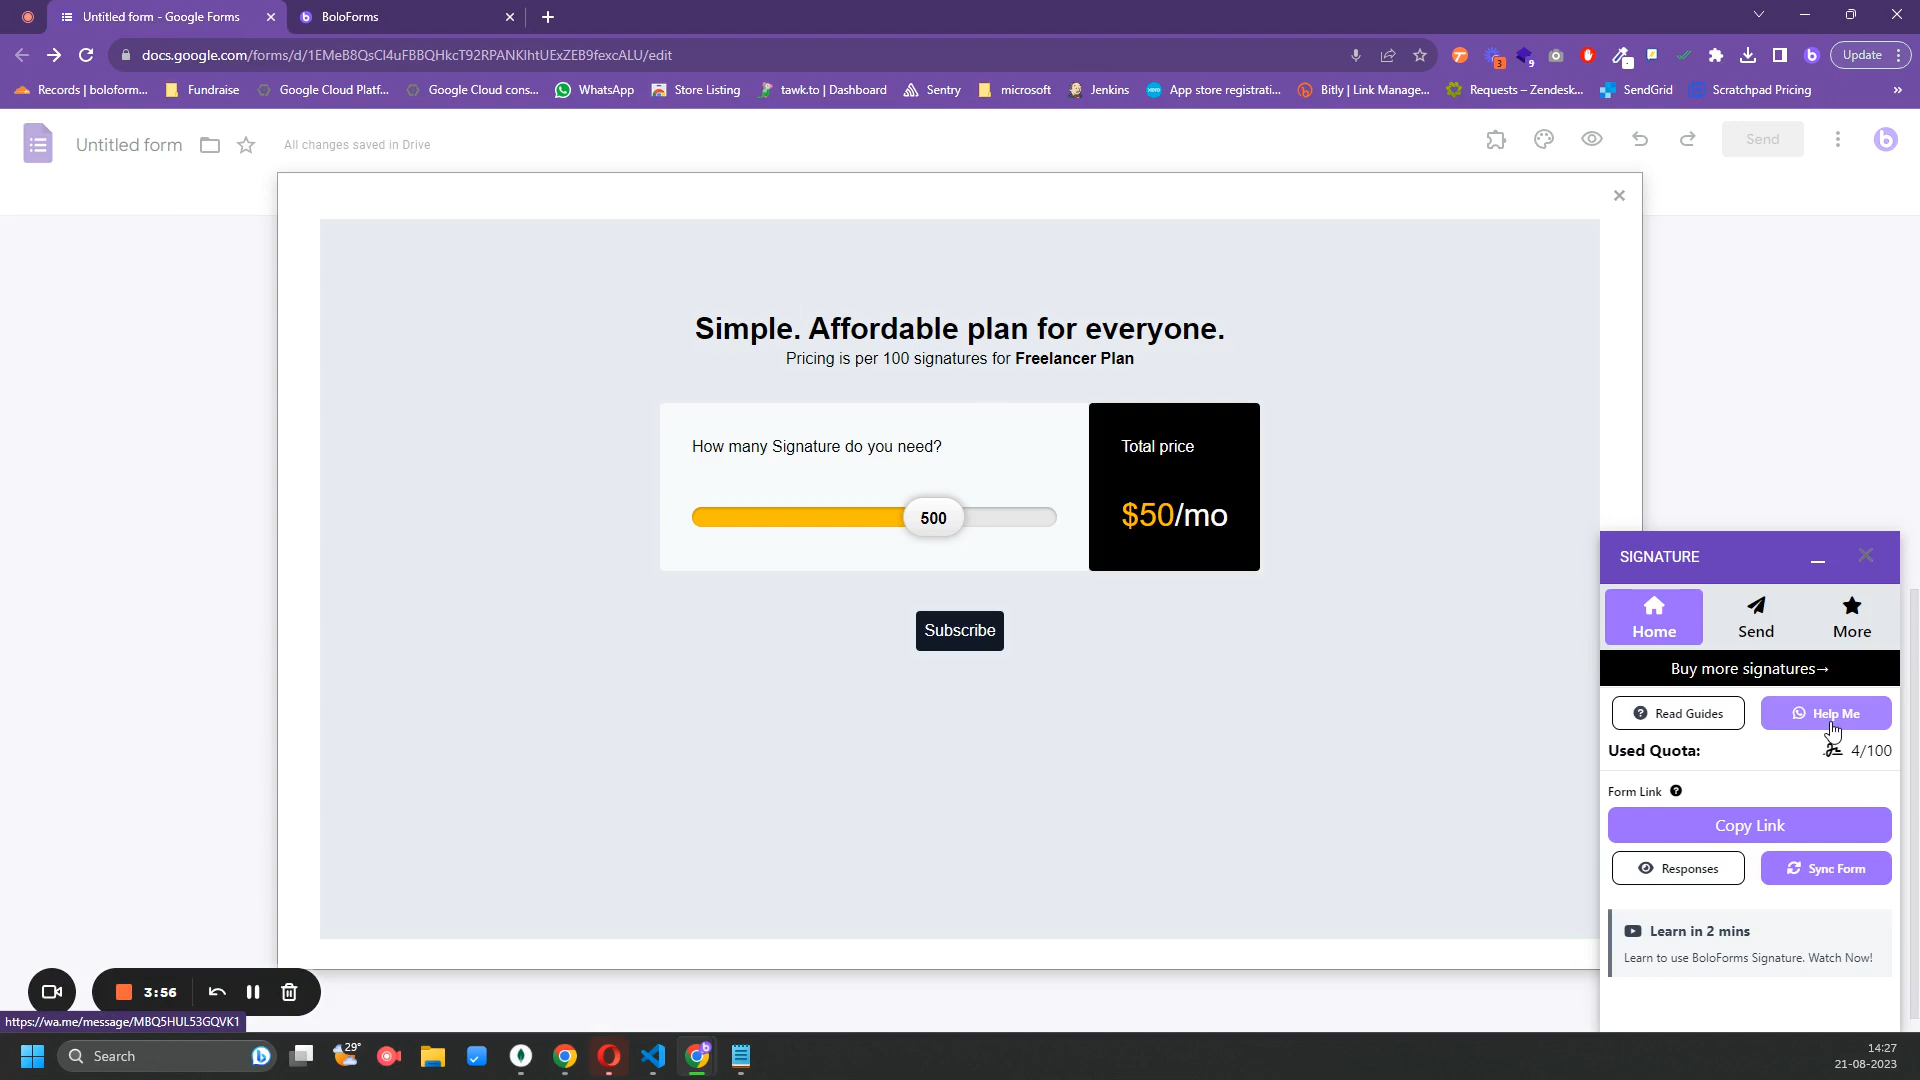 Untitled form - Google Forms
BoloForms
docs.google.com/forms/d/1EMeB8QsCl4uFBBQHkcT92RPANKIhtUExZEB9fexcALU/edit
3
9
Update
Records | boloform...
Fundraise
Google Cloud Platf...
Google Cloud cons...
WhatsApp
Store Listing
tawk.to | Dashboard
Sentry
microsoft
Jenkins
App store registrati...
Bitly | Link Manage...
Requests – Zendesk...
SendGrid
Scratchpad Pricing
»
Untitled form
All changes saved in Drive
Send
Simple. Affordable plan for everyone.
Pricing is per 100 signatures for Freelancer Plan
How many Signature do you need?
500
Total price
$50/mo
Subscribe
SIGNATURE
Home
Send
More
Buy more signatures→
Read Guides
Help Me
Used Quota:
4/100
Form Link
Copy Link
Responses
Sync Form
Learn in 2 mins
Learn to use BoloForms Signature. Watch Now!
3:56
https://wa.me/message/MBQ5HUL53GQVK1
Search
29°
14:27
21-08-2023